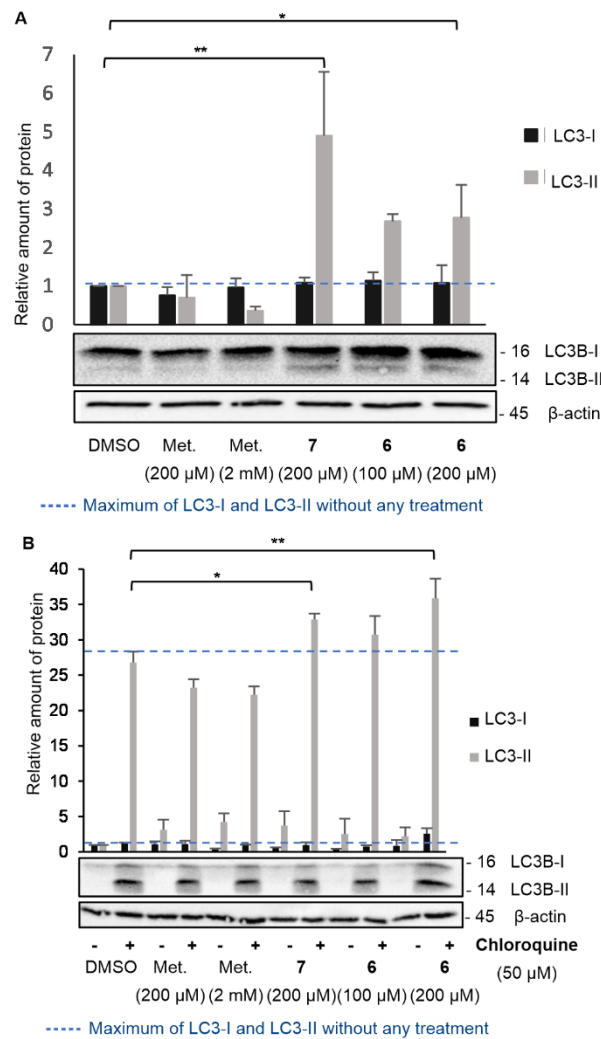 A
*
**
7
6
5
4
3
2
1
0
Relative amount of protein
LC3-I
LC3-II
- 16 LC3B-I
- 14 LC3B-II
- 45 β-actin
DMSO Met. Met. 7 6 6
(200 µM) (2 mM) (200 µM) (100 µM) (200 µM)
Maximum of LC3-I and LC3-II without any treatment
B
**
*
40
35
30
25
20
15
10
5
0
Relative amount of protein
LC3-I
LC3-II
16 LC3B-I
14 LC3B-II
- 45 β-actin
- + - + - + - + - + - + Chloroquine
DMSO Met. Met. 7 6 6 (50 µM)
(200 µM) (2 mM) (200 µM) (100 µM) (200 µM)
Maximum of LC3-I and LC3-II without any treatment